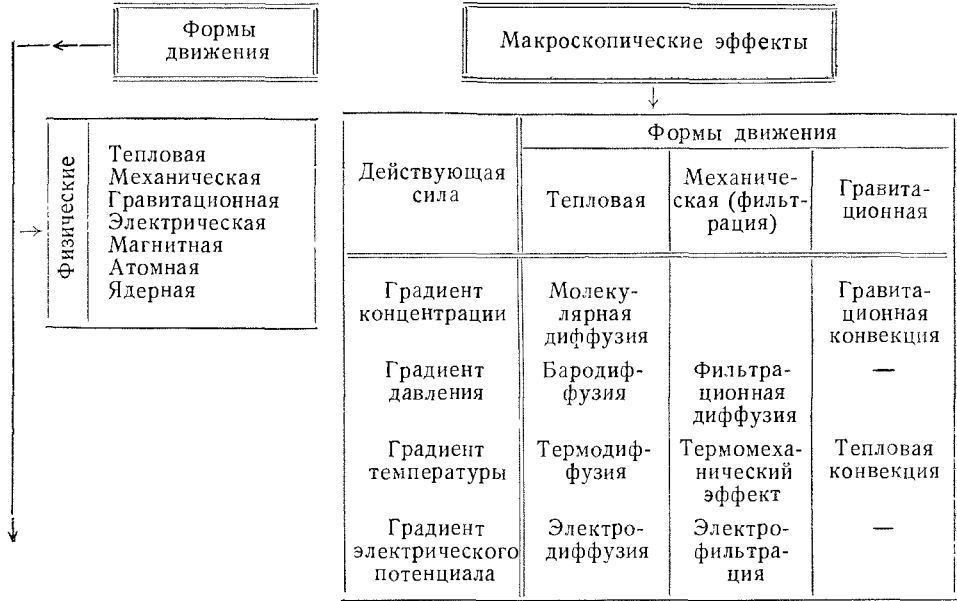 Формы
движения
Макроскопические эффекты
Физические
Тепловая
Механическая
Гравитационная
Электрическая
Магнитная
Атомная
Ядерная
Действующая
сила
Формы движения
Тепловая
Механиче-
ская (фильт-
рация)
Гравита-
ционная
Градиент
концентрации
Молеку-
лярная
диффузия
Гравита-
ционная
конвекция
Градиент
давления
Бародиф-
фузия
Фильтра-
ционная
диффузия
—
Градиент
температуры
Термодиф-
фузия
Термомеха-
нический
эффект
Тепловая
конвекция
Градиент
электрического
потенциала
Электро-
диффузия
Электро-
фильтра-
ция
—